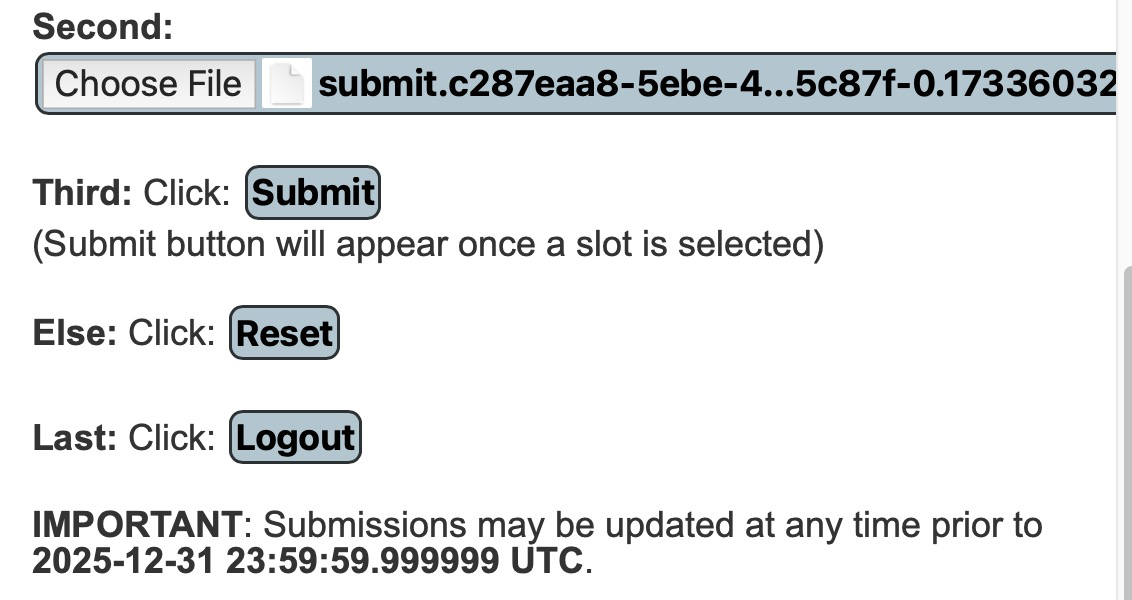 Second:
Choose File submit.c287eaa8-5ebe-4...5c87f-0.17336032
Third: Click: Submit
(Submit button will appear once a slot is selected)
Else: Click: Reset
Last: Click: Logout
IMPORTANT: Submissions may be updated at any time prior to
2025-12-31 23:59:59.999999 UTC.